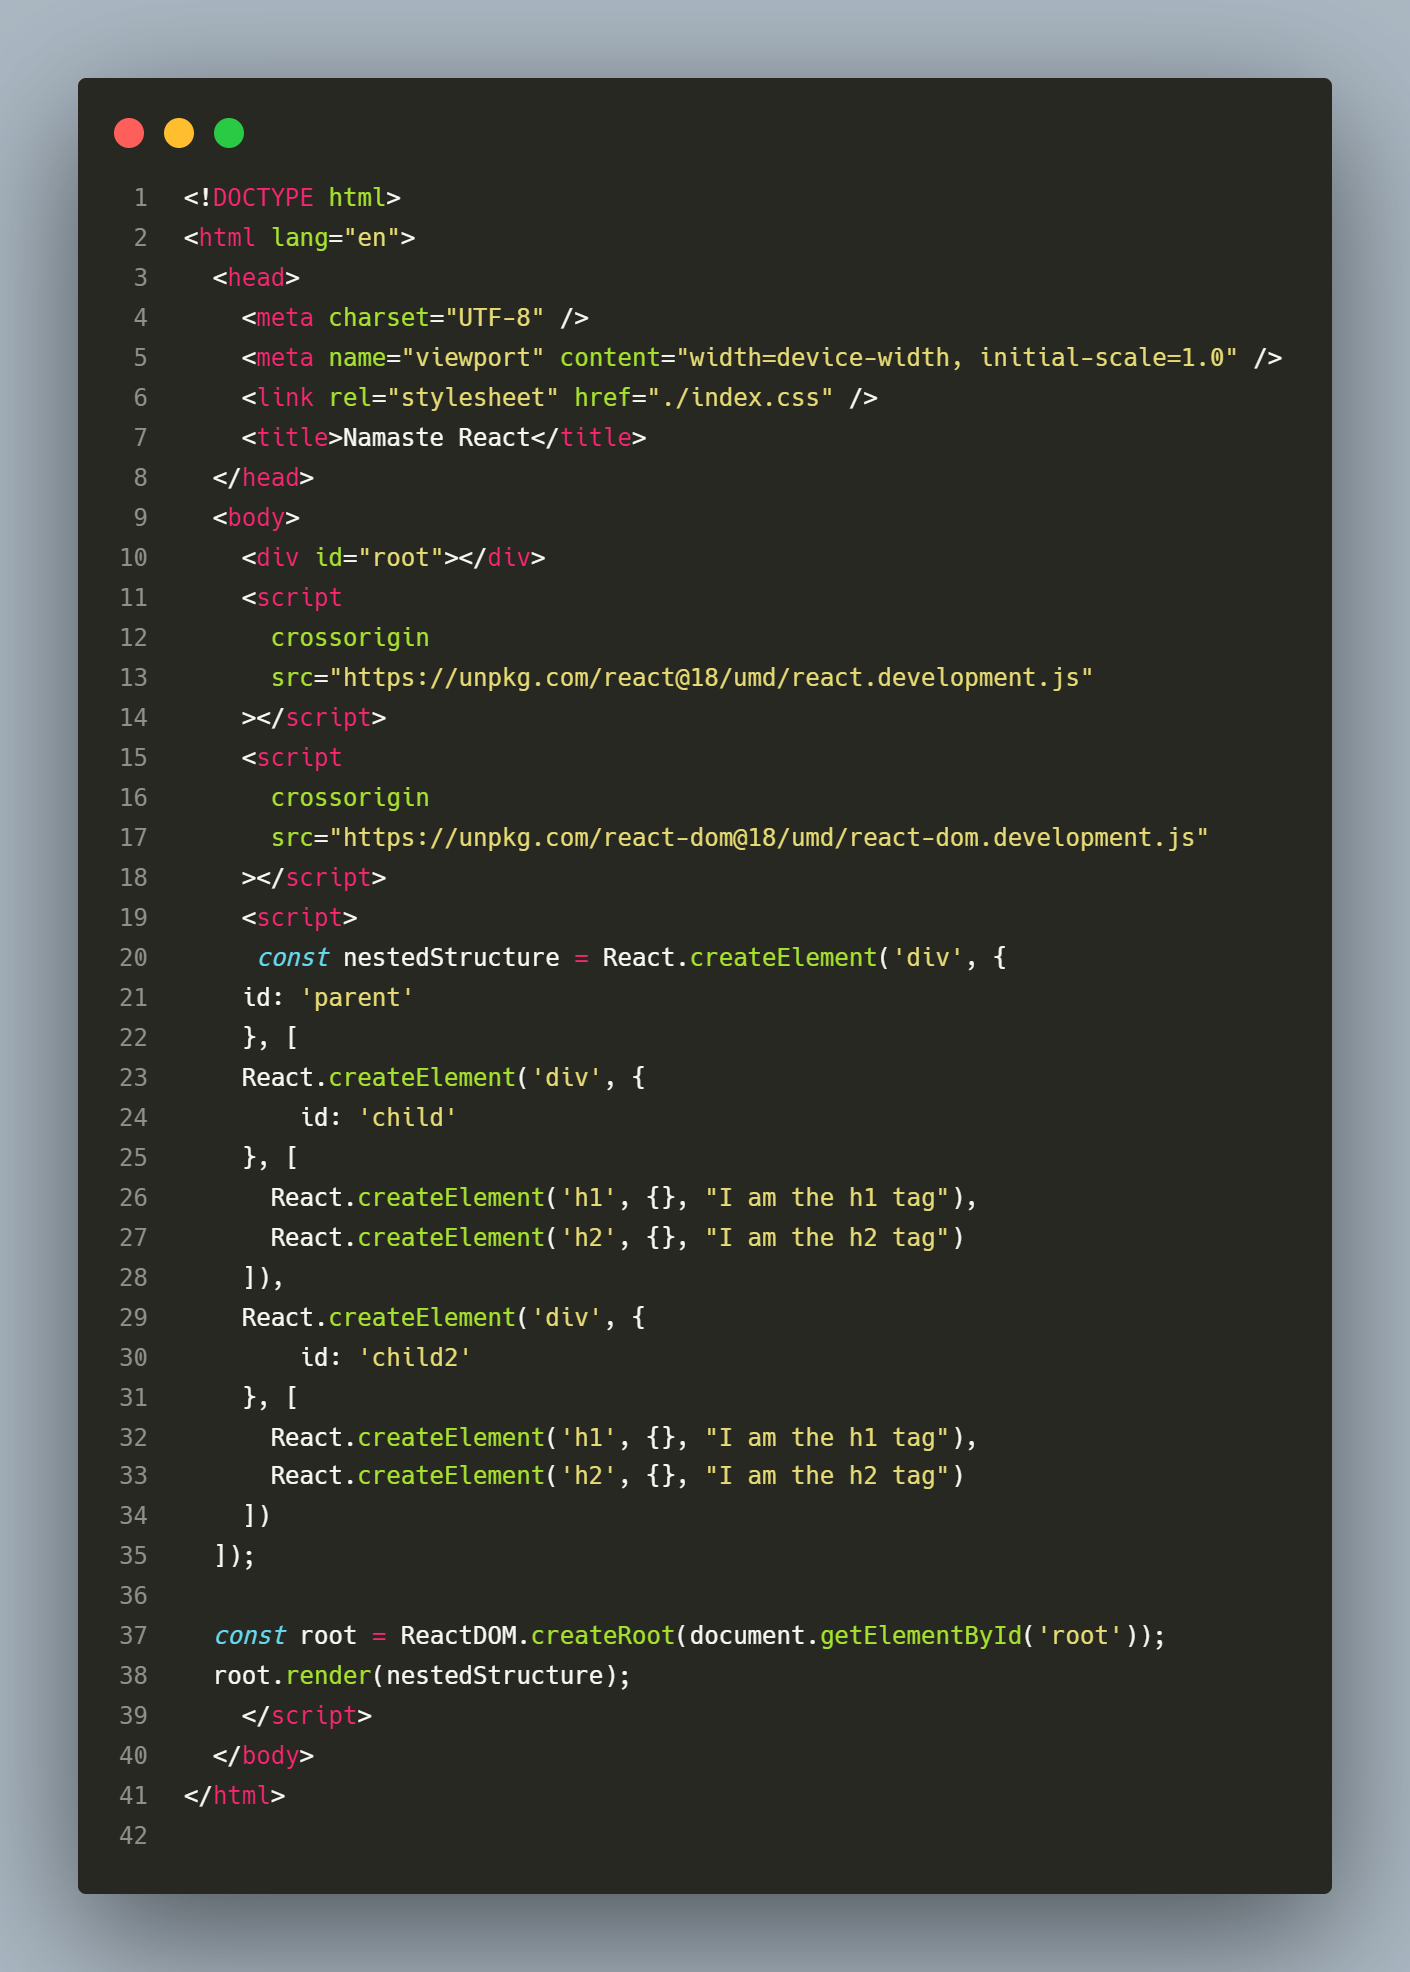 1 <!DOCTYPE html>
2 <html lang="en">
3   <head>
4     <meta charset="UTF-8" />
5     <meta name="viewport" content="width=device-width, initial-scale=1.0" />
6     <link rel="stylesheet" href="./index.css" />
7     <title>Namaste React</title>
8   </head>
9   <body>
10     <div id="root"></div>
11     <script
12       crossorigin
13       src="https://unpkg.com/react@18/umd/react.development.js"
14     ></script>
15     <script
16       crossorigin
17       src="https://unpkg.com/react-dom@18/umd/react-dom.development.js"
18     ></script>
19     <script>
20      const nestedStructure = React.createElement('div', {
21     id: 'parent'
22     }, [
23     React.createElement('div', {
24         id: 'child'
25     }, [
26       React.createElement('h1', {}, "I am the h1 tag"),
27       React.createElement('h2', {}, "I am the h2 tag")
28     ]),
29     React.createElement('div', {
30         id: 'child2'
31     }, [
32       React.createElement('h1', {}, "I am the h1 tag"),
33       React.createElement('h2', {}, "I am the h2 tag")
34     ])
35   ]);
36
37   const root = ReactDOM.createRoot(document.getElementById('root'));
38   root.render(nestedStructure);
39     </script>
40   </body>
41 </html>
42